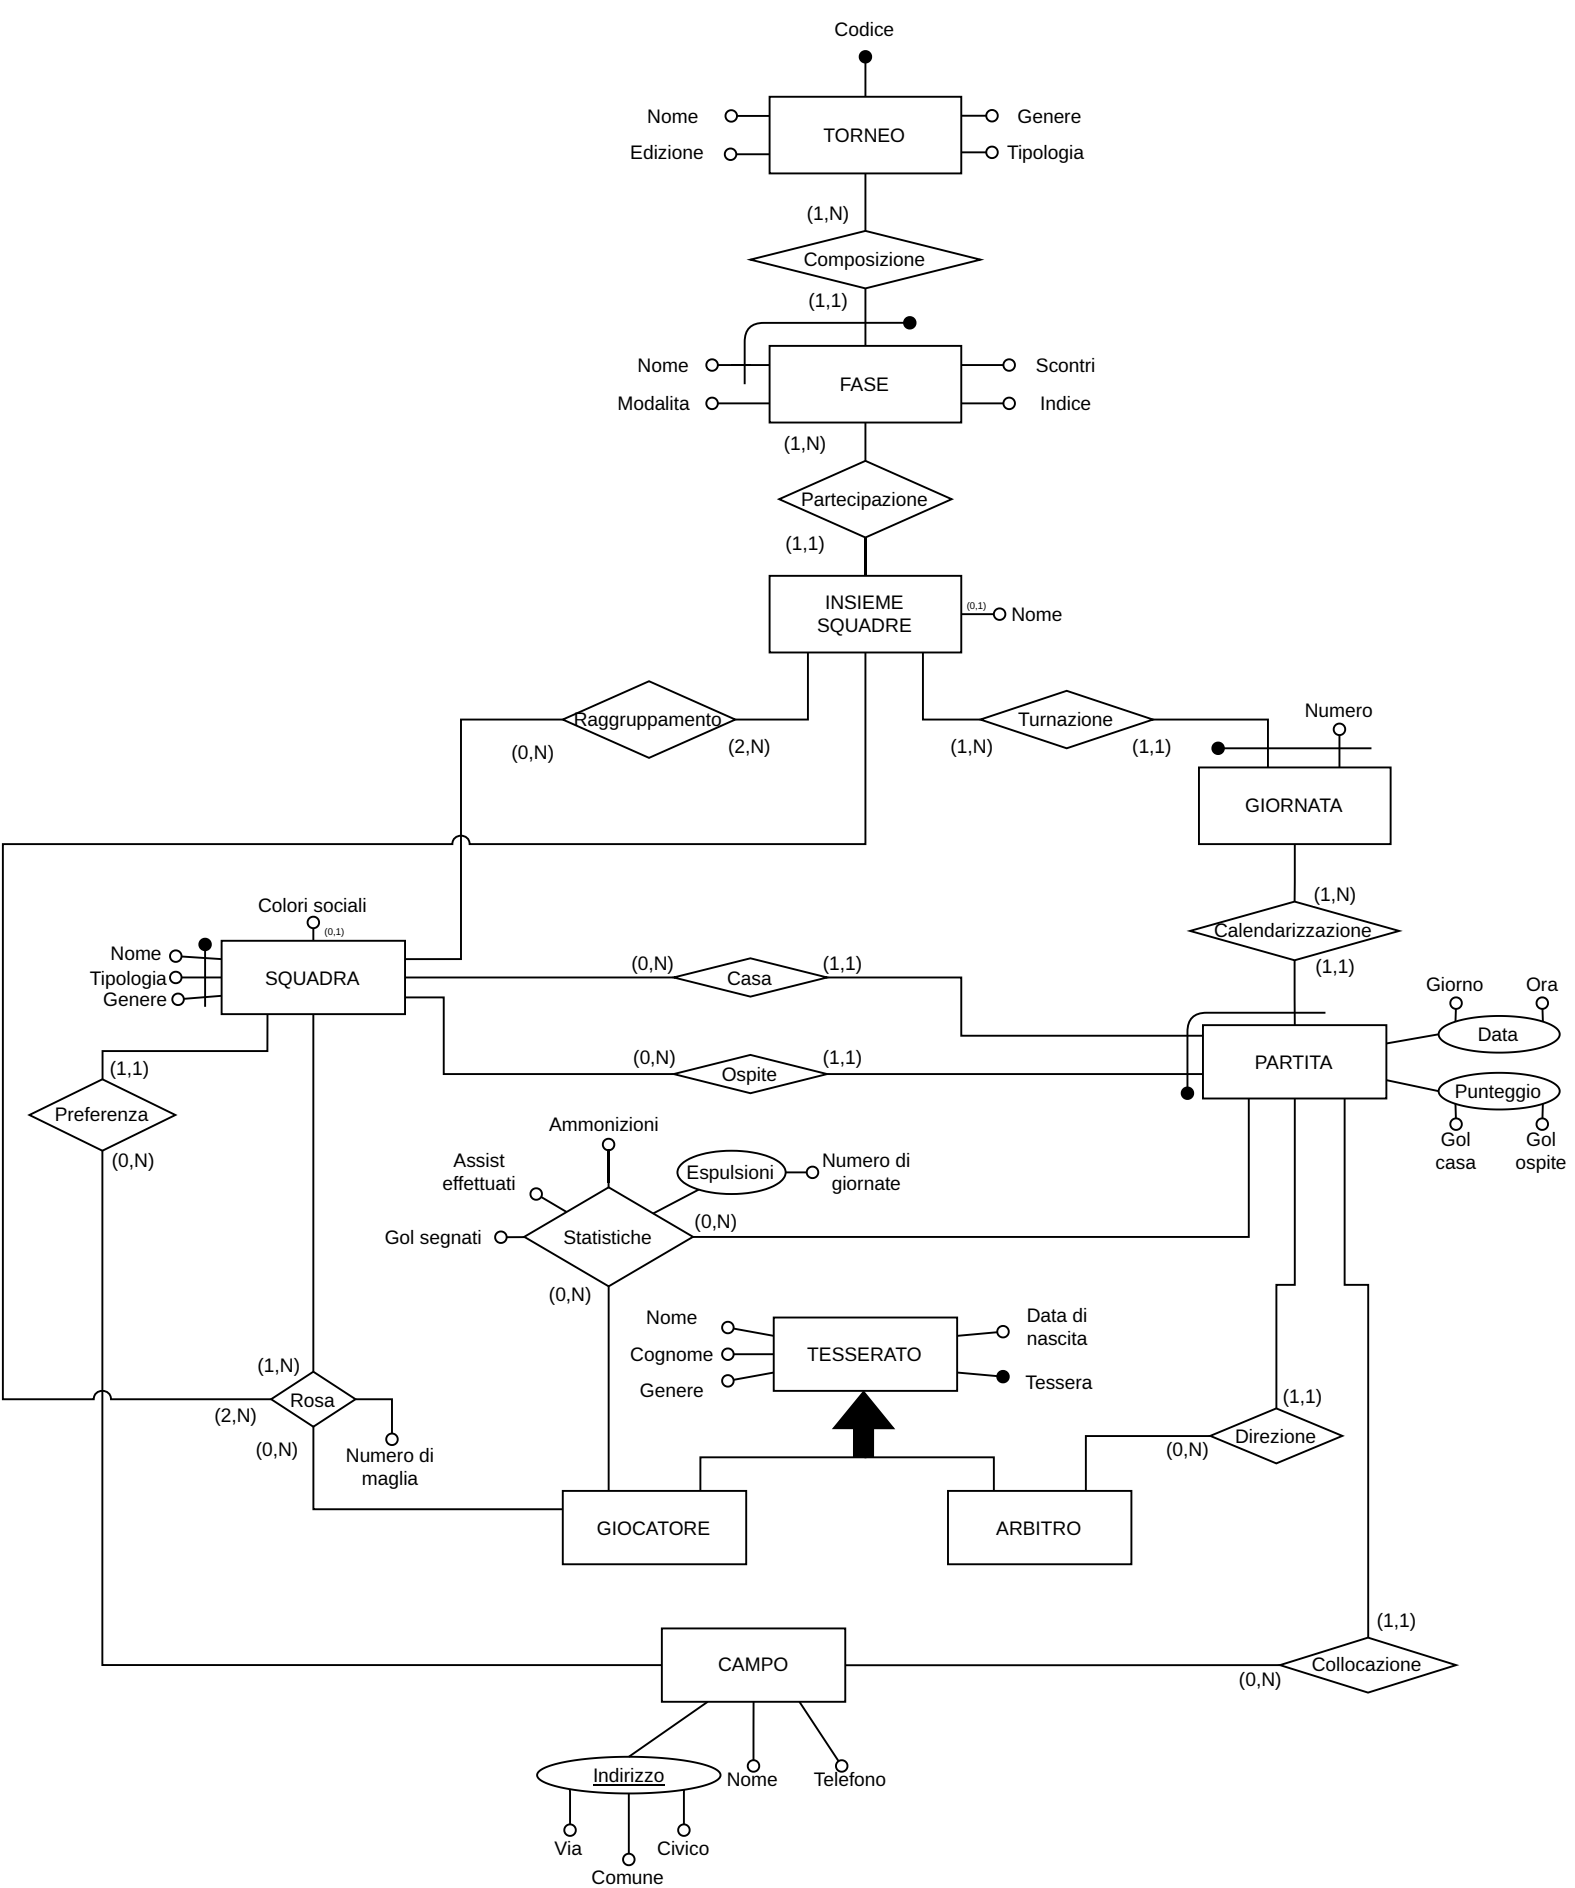 Codice
Nome
Genere
TORNEO
Edizione
Tipologia
(1,N)
Composizione
(1,1)
Nome
Scontri
FASE
Modalita
Indice
(1,N)
Partecipazione
(1,1)
INSIEME
SQUADRE
(0,1)
Nome
Raggruppamento
(0,N)
(2,N)
Turnazione
(1,N)
(1,1)
Numero
GIORNATA
(1,N)
Calendarizzazione
(1,1)
Colori sociali
(0,1)
Nome
Tipologia
Genere
SQUADRA
(0,N)
Casa
(1,1)
(0,N)
Ospite
(1,1)
Giorno
Ora
Data
PARTITA
Punteggio
Gol
casa
Gol
ospite
(1,1)
Preferenza
(0,N)
Ammonizioni
Assist
effettuati
Espulsioni
Numero di
giornate
Gol segnati
Statistiche
(0,N)
(0,N)
Nome
Cognome
Genere
TESSERATO
Data di
nascita
Tessera
(1,N)
Rosa
(2,N)
(0,N)
Numero di
maglia
(1,1)
Direzione
(0,N)
GIOCATORE
ARBITRO
(1,1)
CAMPO
Collocazione
(0,N)
Indirizzo
Nome
Telefono
Via
Civico
Comune